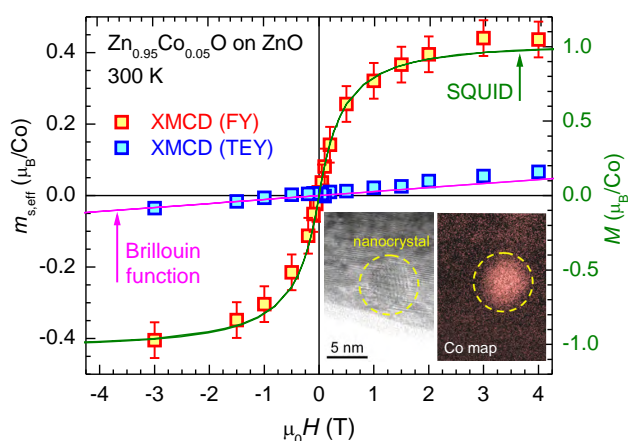 Zn0.95Co0.05O on ZnO
300 K
XMCD (FY)
XMCD (TEY)
SQUID
Brillouin
function
nanocrystal
5 nm
Co map
0.4
0.2
0.0
-0.2
-0.4
ms,eff (μB/Co)
1.0
0.5
0.0
-0.5
-1.0
M (μB/Co)
-4 -3 -2 -1 0 1 2 3 4
μ0H (T)